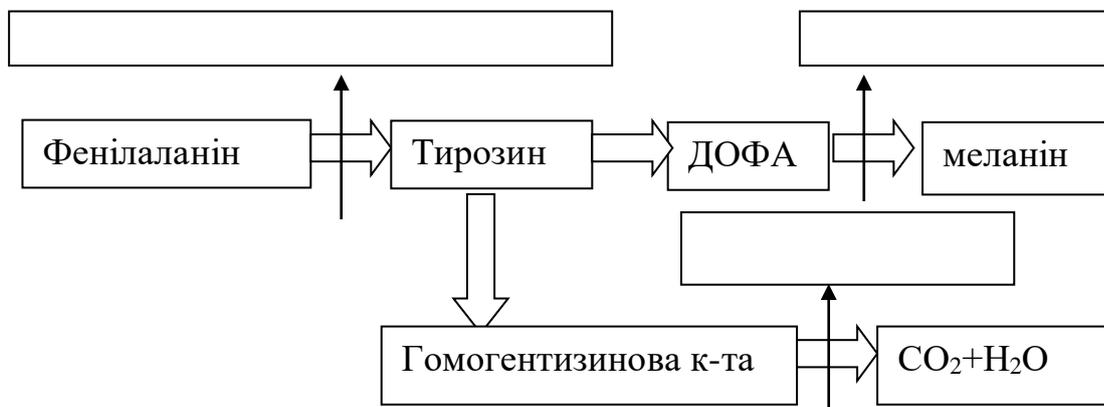 Фенілаланін
Тирозин
ДОФА
меланін
Гомогентизинова к-та
CO₂+H₂O